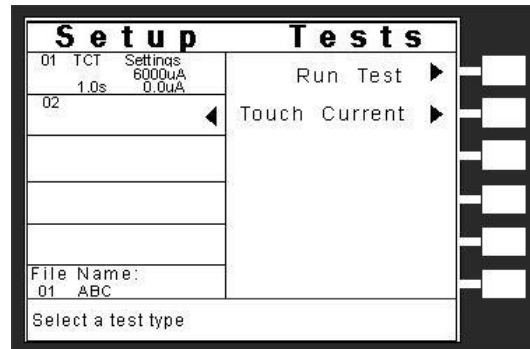 Setup Tests
01 TCT Settings
6000uA
1.0s 0.0uA
02
Run Test
Touch Current
File Name:
01 ABC
Select a test type